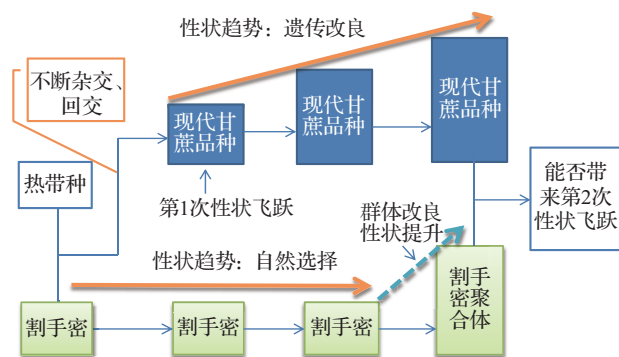 性状趋势：遗传改良
不断杂交、
回交
现代甘
蔗品种
现代甘
蔗品种
现代甘
蔗品种
热带种
第1次性状飞跃
群体改良
性状提升
能否带
来第2次
性状飞跃
性状趋势：自然选择
割手密
割手密
割手密
割手
密聚
合体